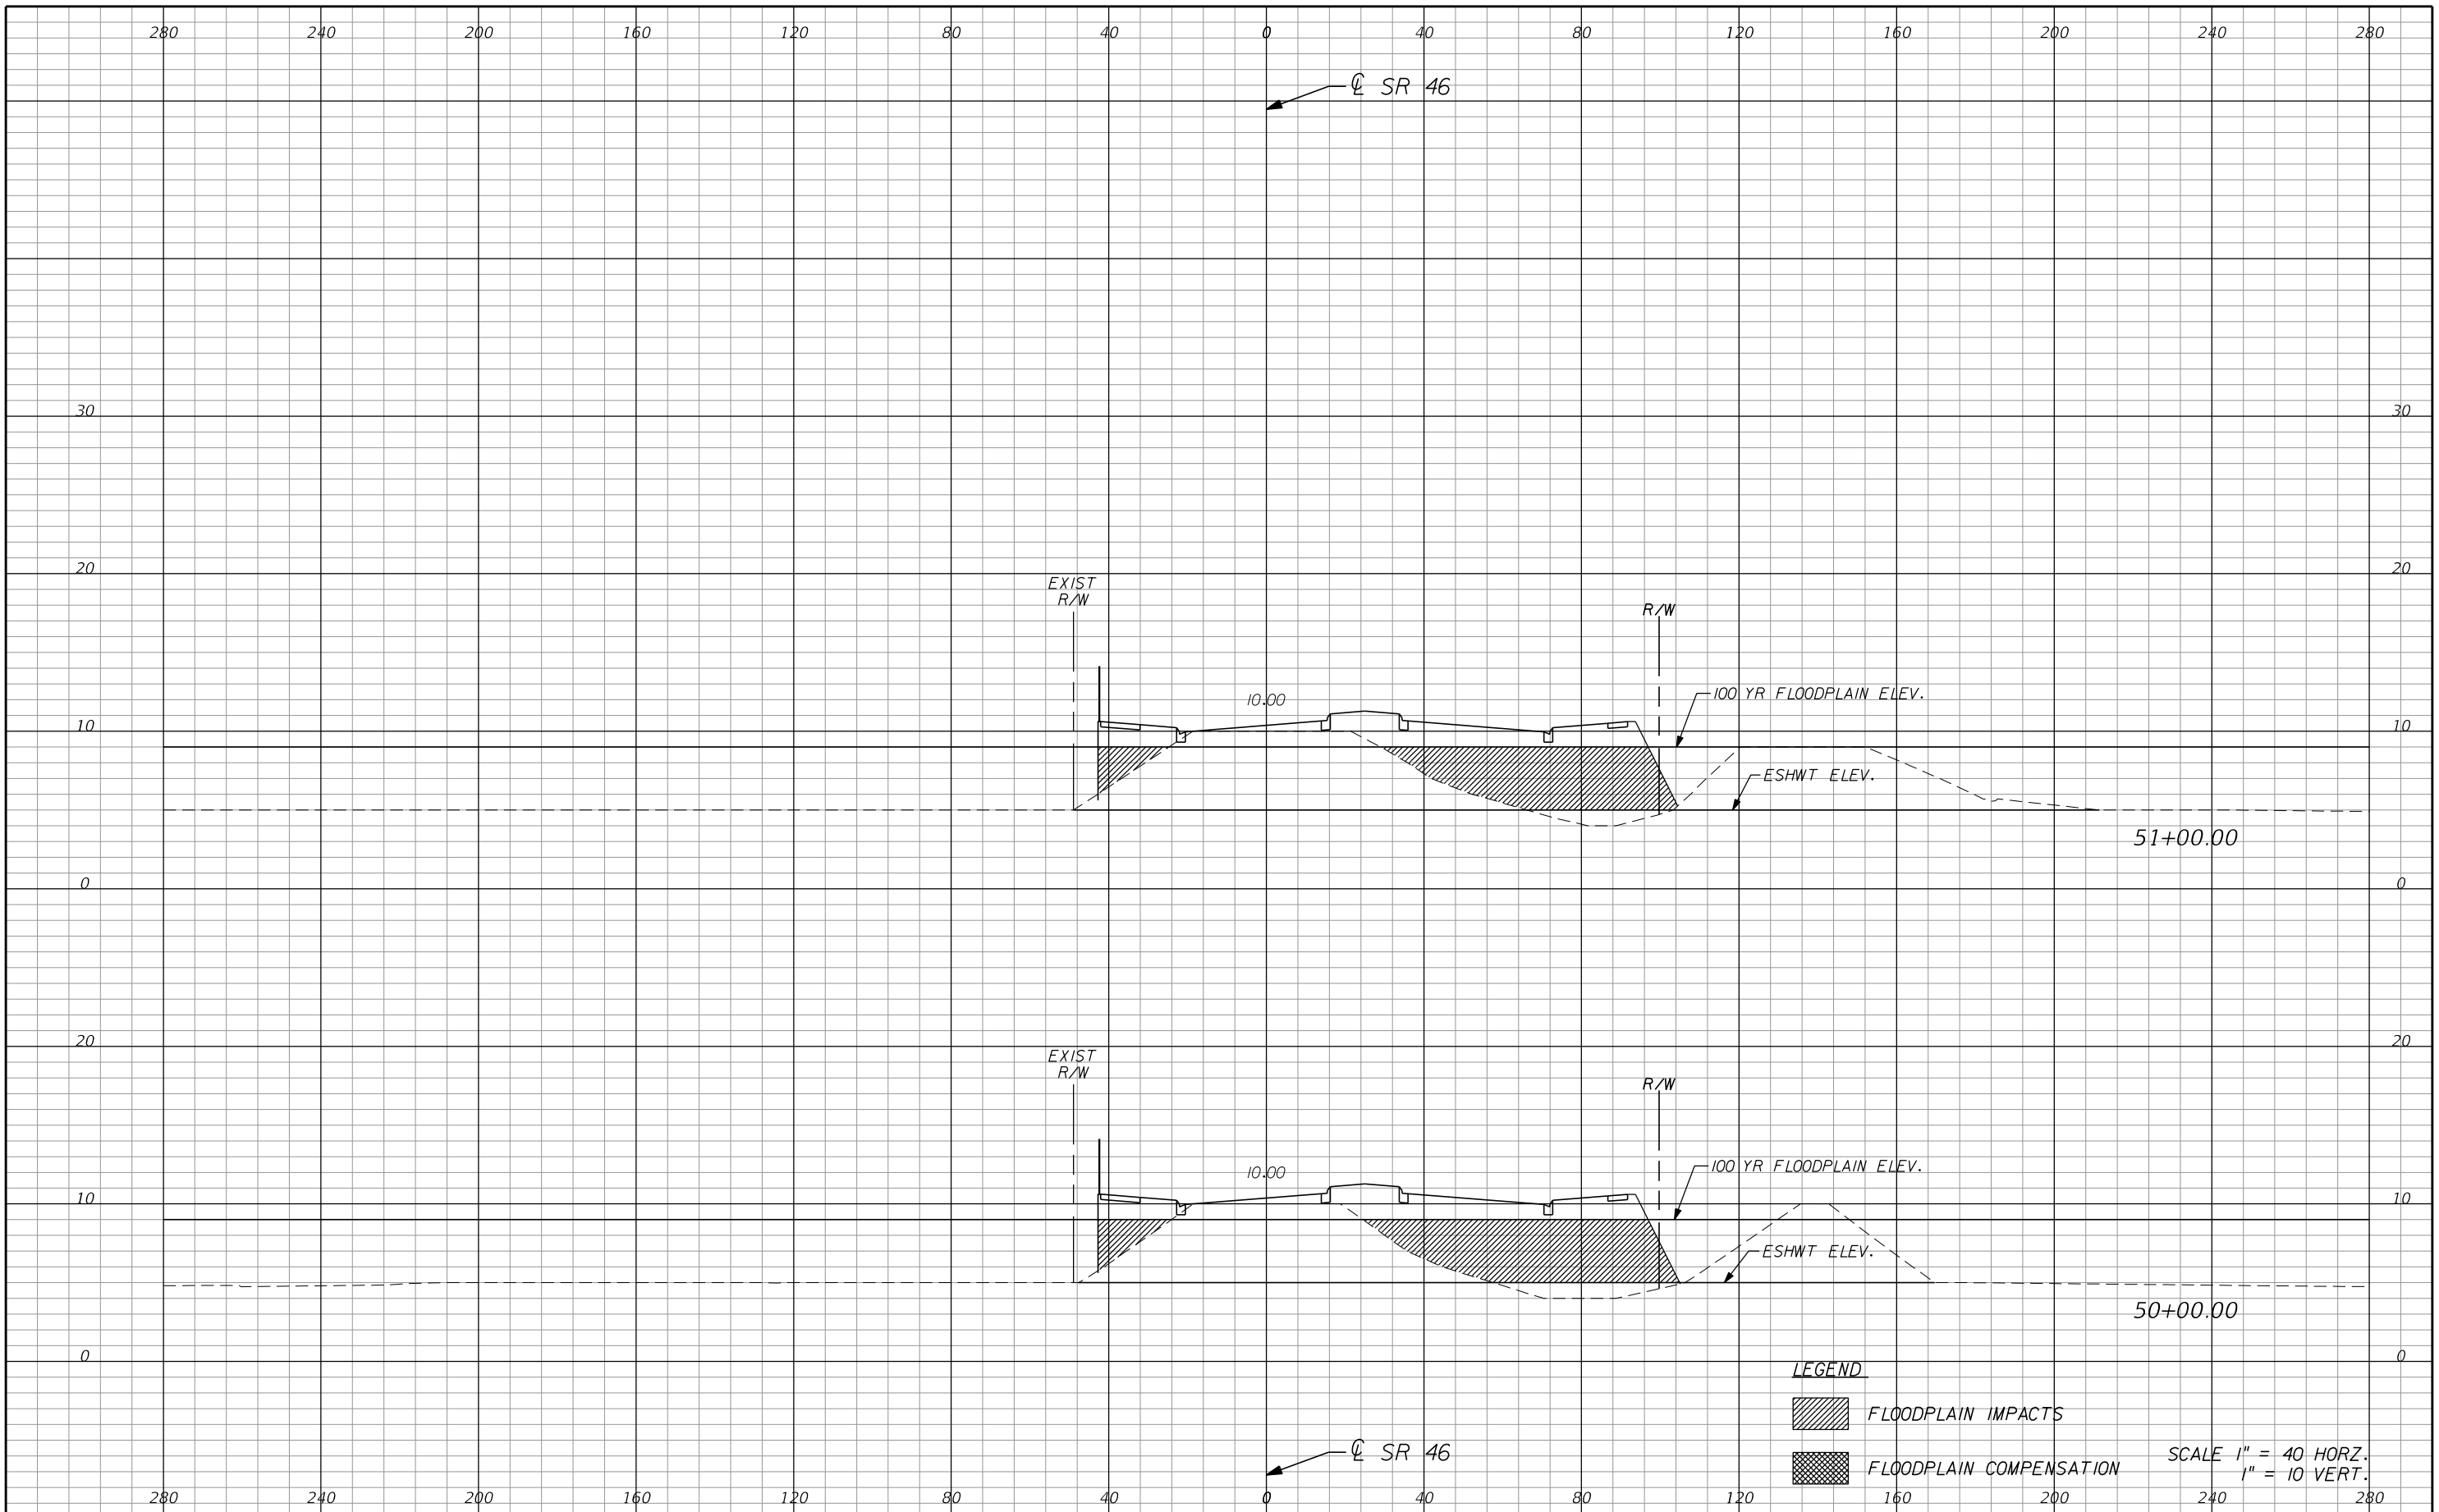 280 240 200 160 120 80 40 0 40 80 120 160 200 240 280
℄ SR 46
30 30
20 20
EXIST
R/W
R/W
100 YR FLOODPLAIN ELEV.
10.00
10 10
ESHWT ELEV.
51+00.00
0 0
20 20
EXIST
R/W
R/W
100 YR FLOODPLAIN ELEV.
10.00
10 10
ESHWT ELEV.
50+00.00
0 0
LEGEND
FLOODPLAIN IMPACTS
℄ SR 46
FLOODPLAIN COMPENSATION
SCALE 1" = 40 HORZ.
1" = 10 VERT.
280 240 200 160 120 80 40 0 40 80 120 160 200 240 280